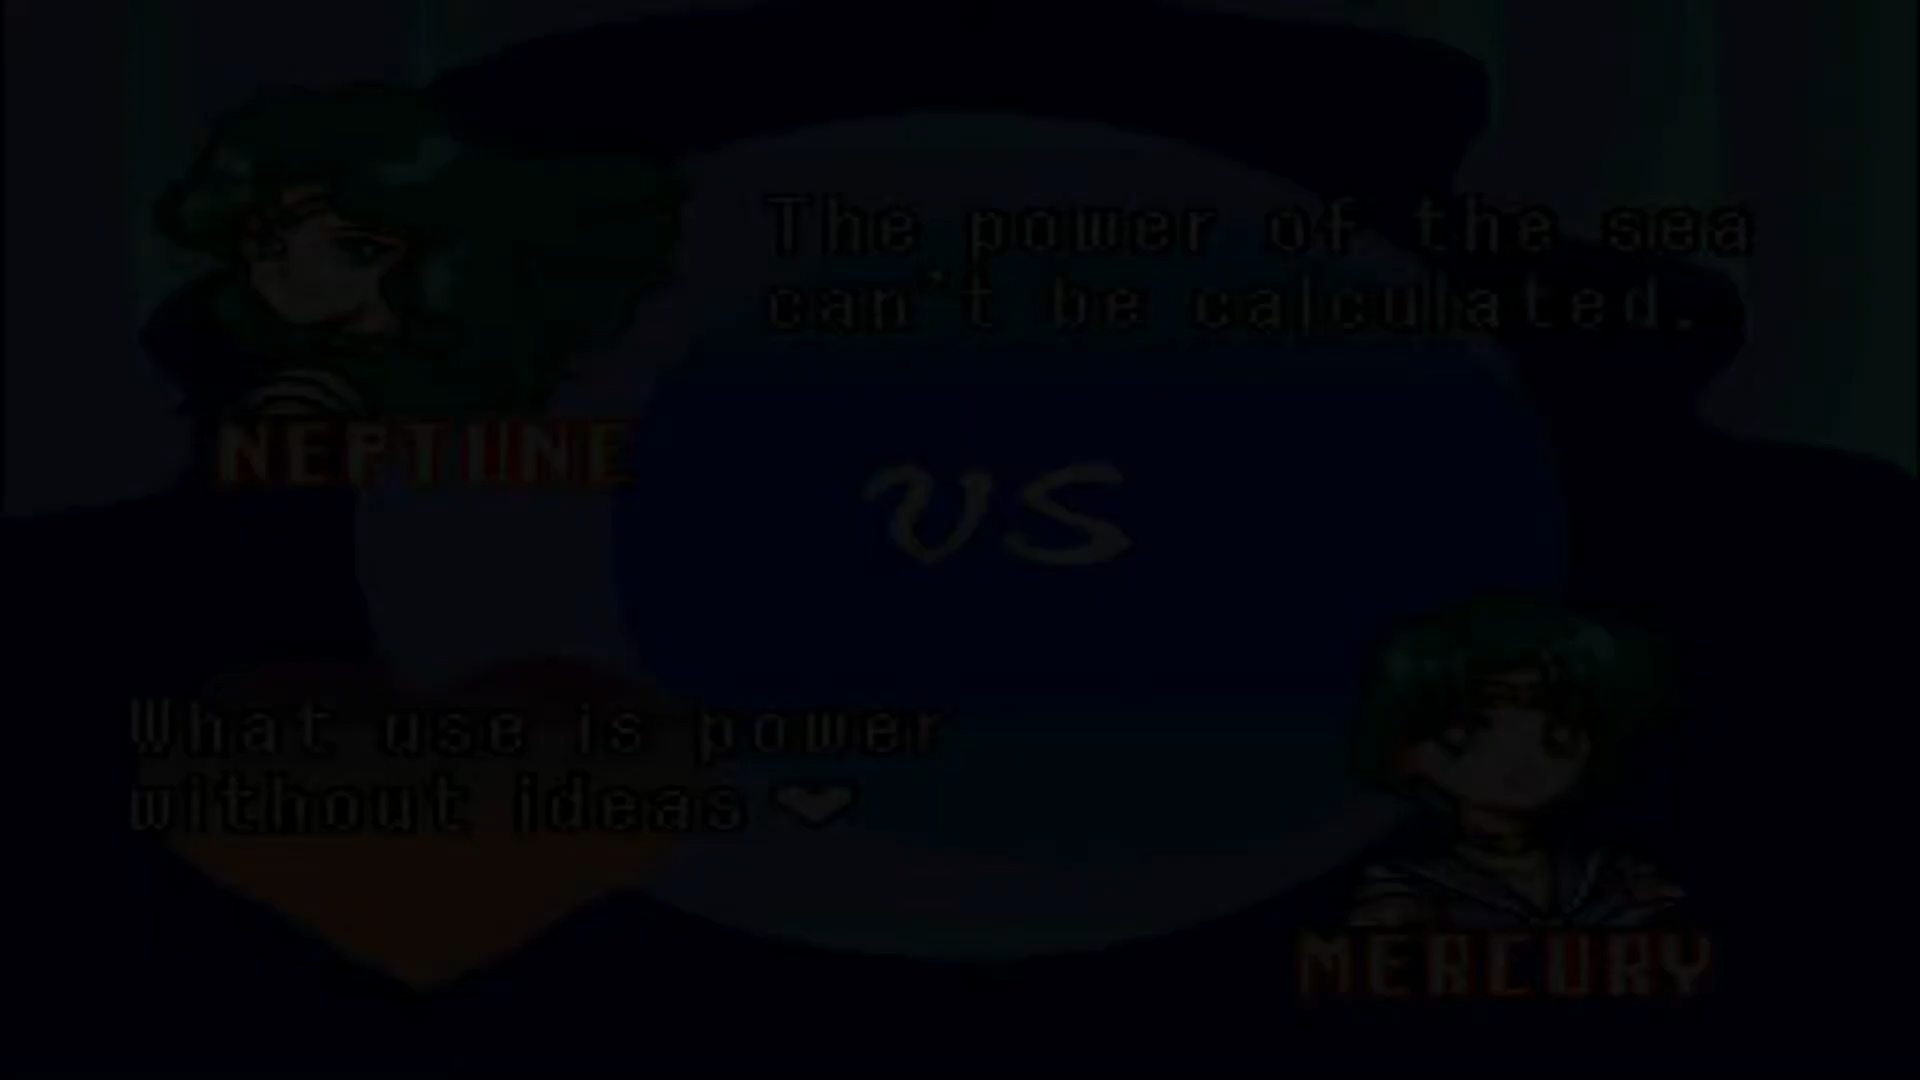 The power of the sea
can't be calculated.
NEPTUNE
VS
What use is power
without ideas ❤
MERCURY